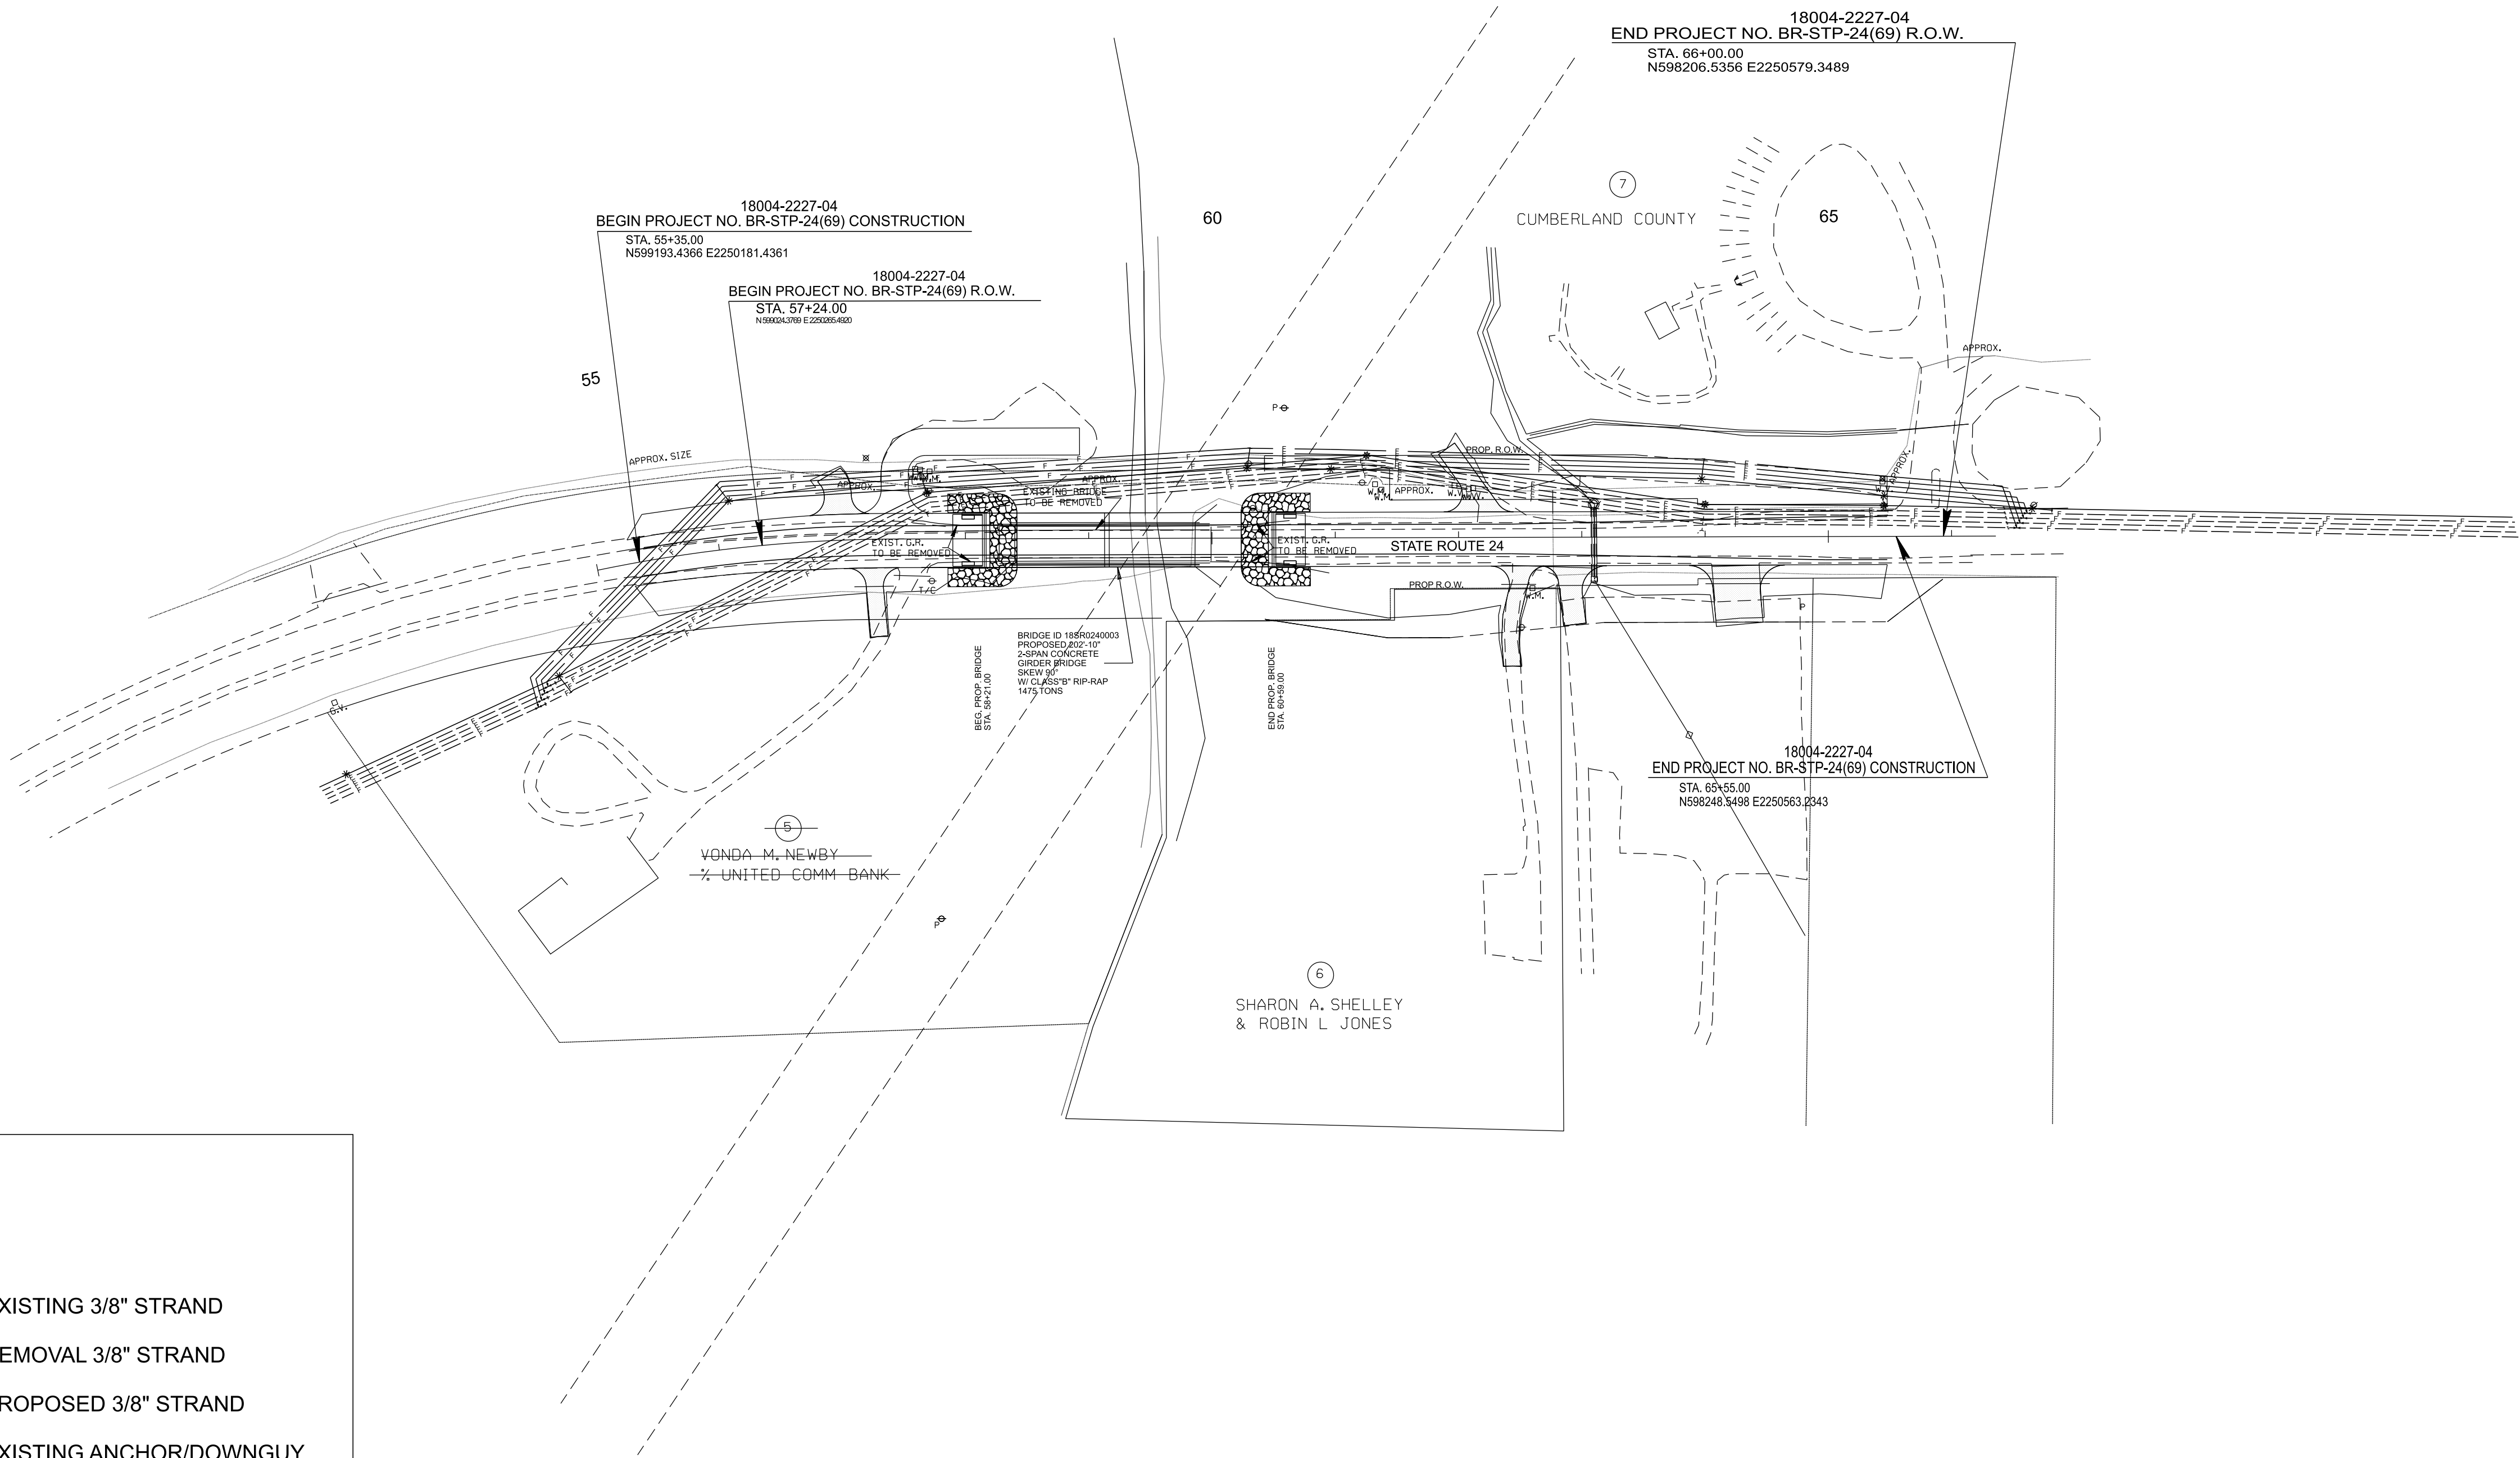 18004-2227-04
END PROJECT NO. BR-STP-24(69) R.O.W.
STA. 66+00.00
N598206.5356 E2250579.3489
7
CUMBERLAND COUNTY
65
60
18004-2227-04
BEGIN PROJECT NO. BR-STP-24(69) CONSTRUCTION
STA. 55+35.00
N599193.4366 E2250181.4361
18004-2227-04
BEGIN PROJECT NO. BR-STP-24(69) R.O.W.
STA. 57+24.00
N599024.3769 E2250265.4920
55
APPROX.
P
APPROX. SIZE
PROP. R.O.W.
APPROX.
APPROX.
APPROX.
APPROX.
W.M.
W.M.
W.M.
EXISTING BRIDGE
TO BE REMOVED
EXIST. G.R.
TO BE REMOVED
EXIST. G.R.
TO BE REMOVED
STATE ROUTE 24
T/C
PROP R.O.W.
W.M.
P
BRIDGE ID 18SR0240003
PROPOSED 202'-10"
2-SPAN CONCRETE
GIRDER BRIDGE
SKEW 90°
W/ CLASS"B" RIP-RAP
1475 TONS
BEG. PROP. BRIDGE
STA. 58+21.00
END PROP. BRIDGE
STA. 60+59.00
G.V.
18004-2227-04
END PROJECT NO. BR-STP-24(69) CONSTRUCTION
STA. 65+55.00
N598248.5498 E2250563.2343
5
VONDA M. NEWBY
% UNITED COMM BANK
P
6
SHARON A. SHELLEY
& ROBIN L JONES
XISTING 3/8" STRAND
EMOVAL 3/8" STRAND
ROPOSED 3/8" STRAND
XISTING ANCHOR/DOWNGUY